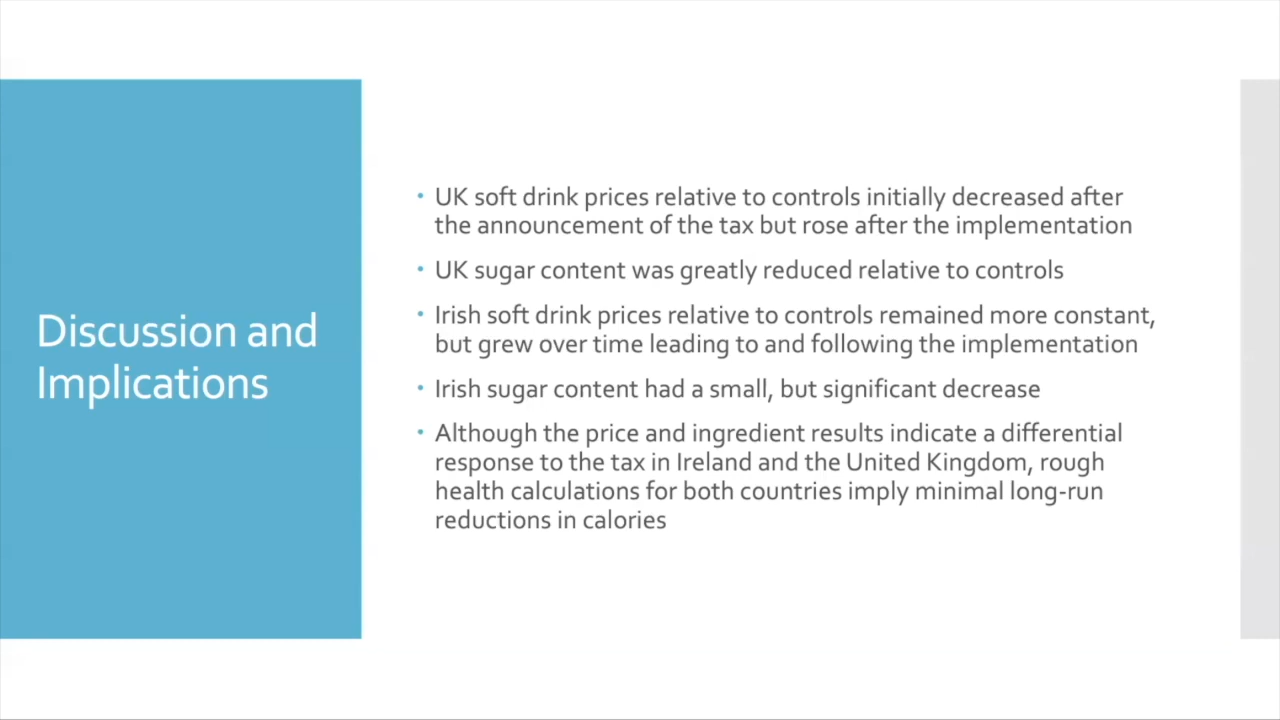 Discussion and
Implications
• UK soft drink prices relative to controls initially decreased after
the announcement of the tax but rose after the implementation
• UK sugar content was greatly reduced relative to controls
• Irish soft drink prices relative to controls remained more constant,
but grew over time leading to and following the implementation
• Irish sugar content had a small, but significant decrease
• Although the price and ingredient results indicate a differential
response to the tax in Ireland and the United Kingdom, rough
health calculations for both countries imply minimal long-run
reductions in calories